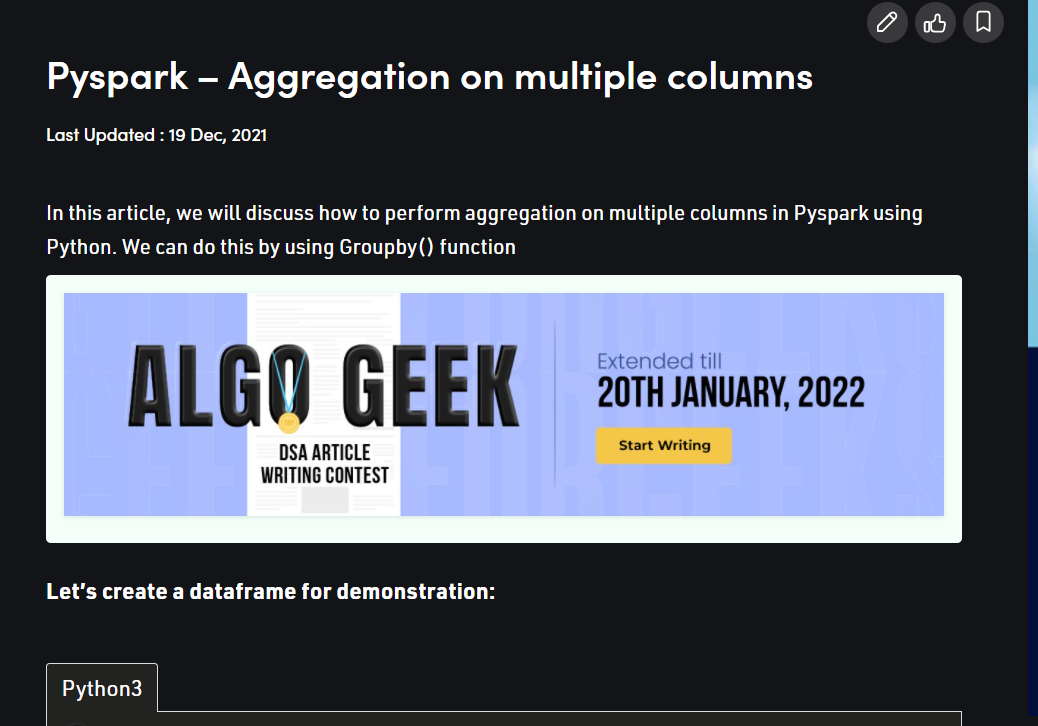 Pyspark – Aggregation on multiple columns
Last Updated : 19 Dec, 2021
In this article, we will discuss how to perform aggregation on multiple columns in Pyspark using
Python. We can do this by using Groupby() function
ALGO GEEK
DSA ARTICLE
WRITING CONTEST
Extended till
20TH JANUARY, 2022
Start Writing
Let’s create a dataframe for demonstration:
Python3